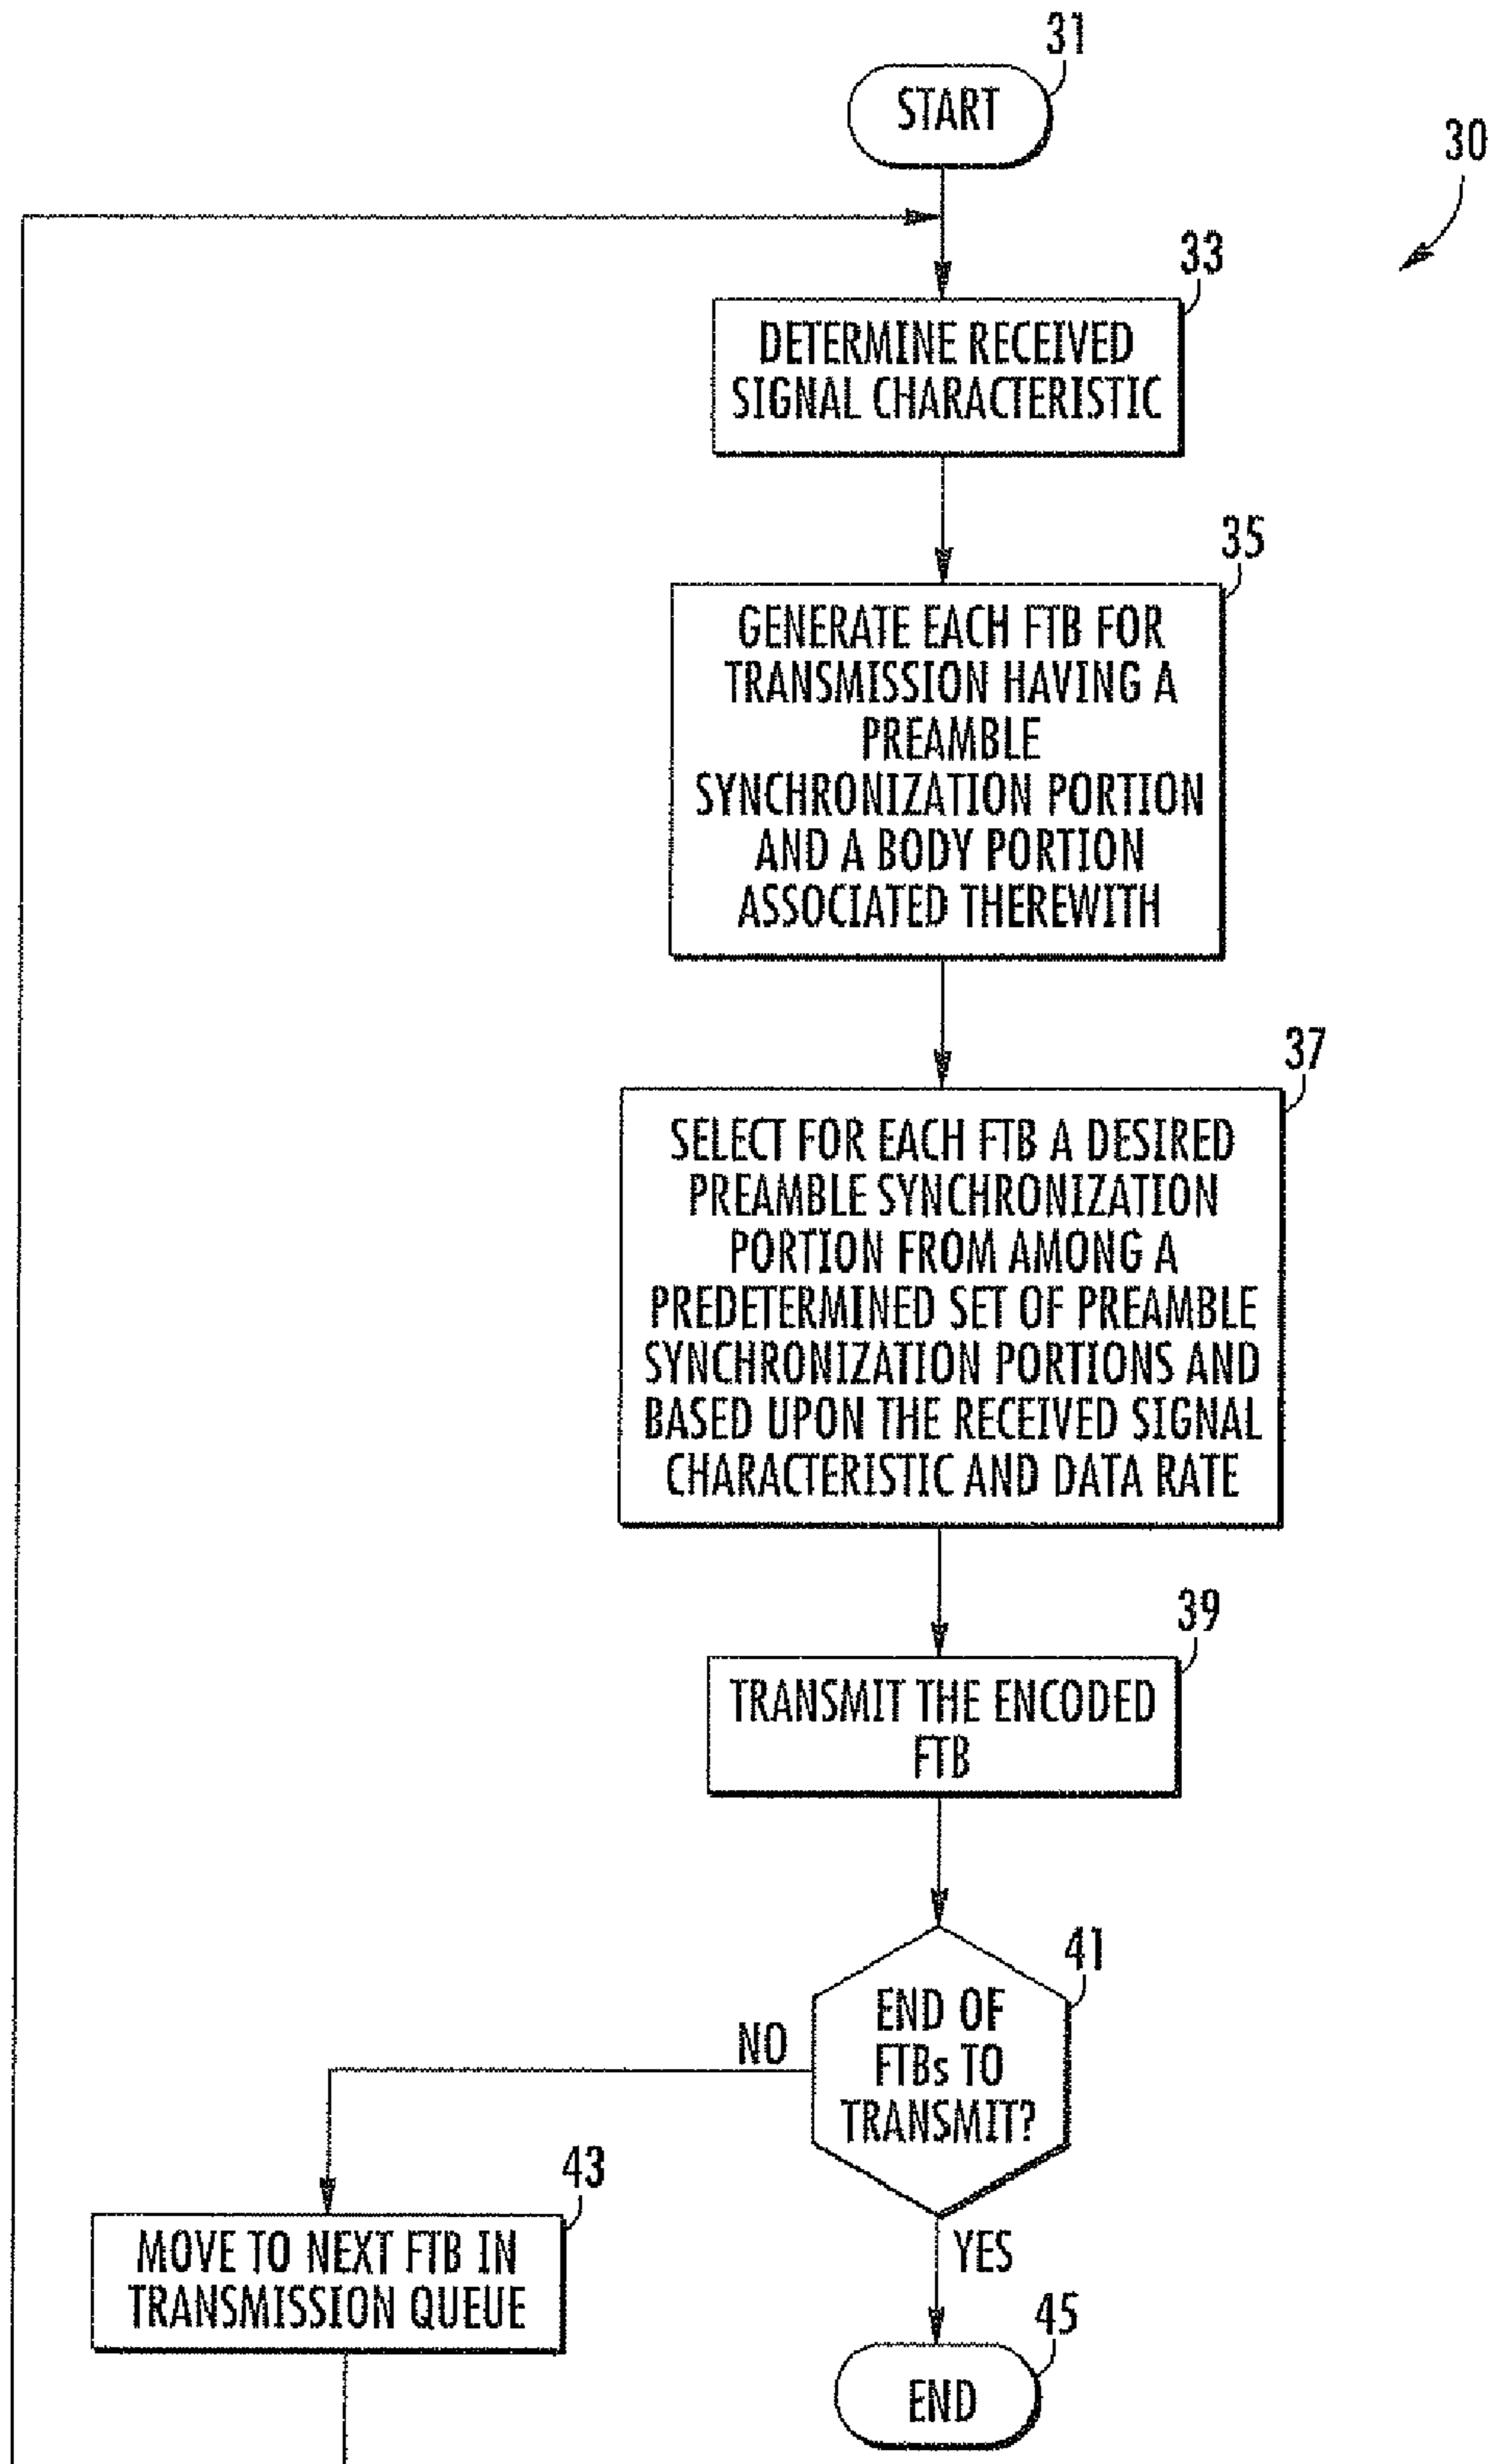 31
START
30
33
DETERMINE RECEIVED
SIGNAL CHARACTERISTIC
35
GENERATE EACH FTB FOR
TRANSMISSION HAVING A
PREAMBLE
SYNCHRONIZATION PORTION
AND A BODY PORTION
ASSOCIATED THEREWITH
37
SELECT FOR EACH FTB A DESIRED
PREAMBLE SYNCHRONIZATION
PORTION FROM AMONG A
PREDETERMINED SET OF PREAMBLE
SYNCHRONIZATION PORTIONS AND
BASED UPON THE RECEIVED SIGNAL
CHARACTERISTIC AND DATA RATE
39
TRANSMIT THE ENCODED
FTB
41
END OF
FTBs TO
TRANSMIT?
NO
43
MOVE TO NEXT FTB IN
TRANSMISSION QUEUE
YES
45
END